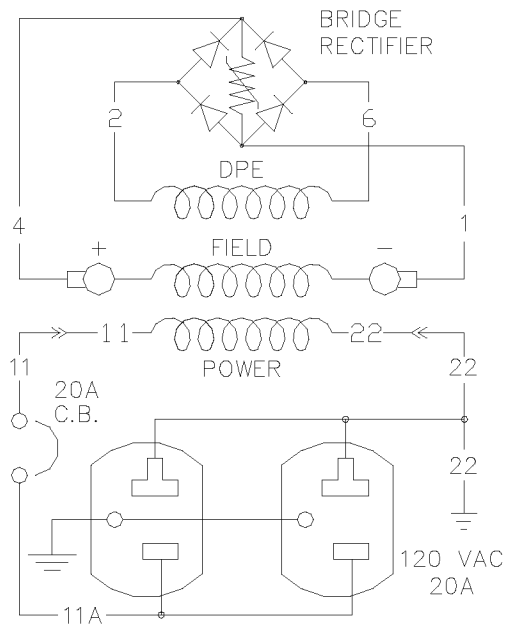 BRIDGE
RECTIFIER
2
6
DPE
4
1
+
FIELD
−
11
22
POWER
11
22
20A
C.B.
22
120 VAC
20A
11A